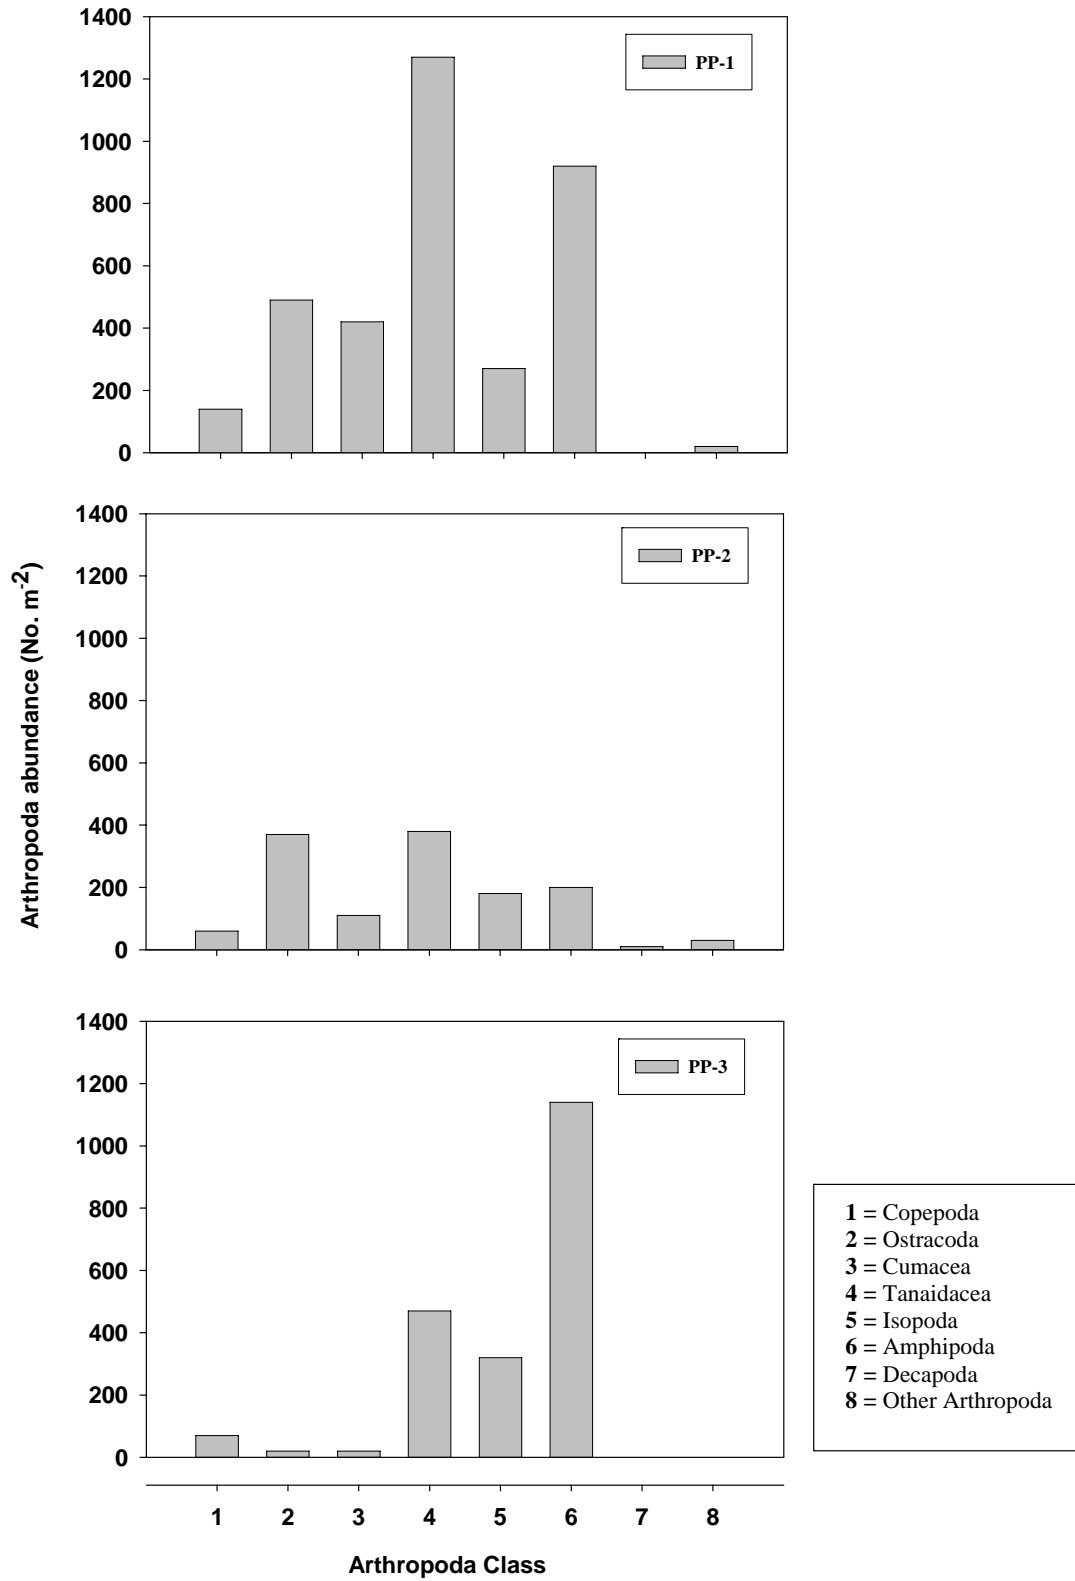 1400
1200
1000
800
600
400
200
0
PP-1
Arthropoda abundance (No. m-2)
1400
1200
1000
800
600
400
200
0
PP-2
1400
1200
1000
800
600
400
200
0
PP-3
1 2 3 4 5 6 7 8
Arthropoda Class
1 = Copepoda
2 = Ostracoda
3 = Cumacea
4 = Tanaidacea
5 = Isopoda
6 = Amphipoda
7 = Decapoda
8 = Other Arthropoda